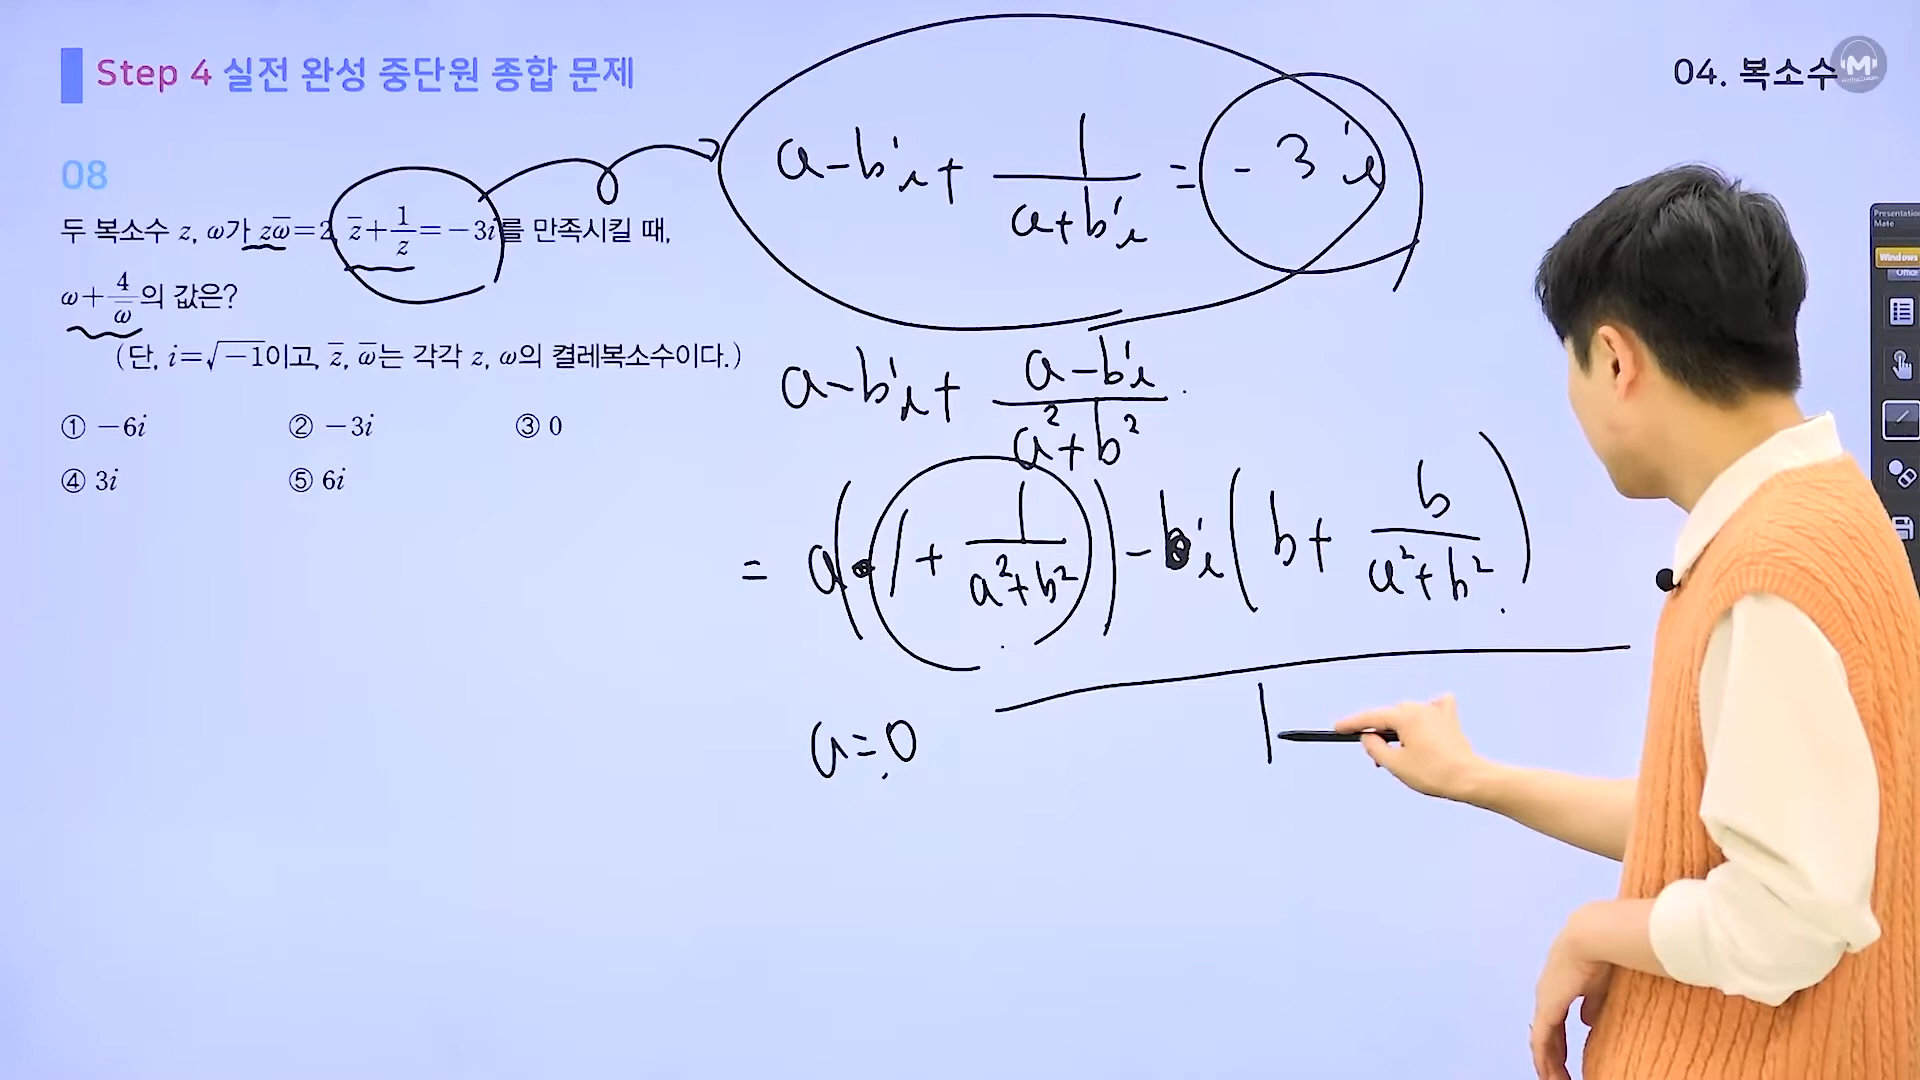 Step 4 실전 완성 중단원 종합 문제
04. 복소수
M
08
두 복소수 z, ω가 zω̅=2, z̅+1/z=-3i를 만족시킬 때,
ω+4/ω̅의 값은?
(단, i=√-1이고, z̅, ω̅는 각각 z, ω의 켤레복소수이다.)
① -6i ② -3i ③ 0
④ 3i ⑤ 6i
a-bi+1/(a+bi)=-3i
a-bi+(a-bi)/(a²+b²)
=a(1+1/(a²+b²))-i(b+b/(a²+b²))
a=0
Presentation
Mate
Windows
Office